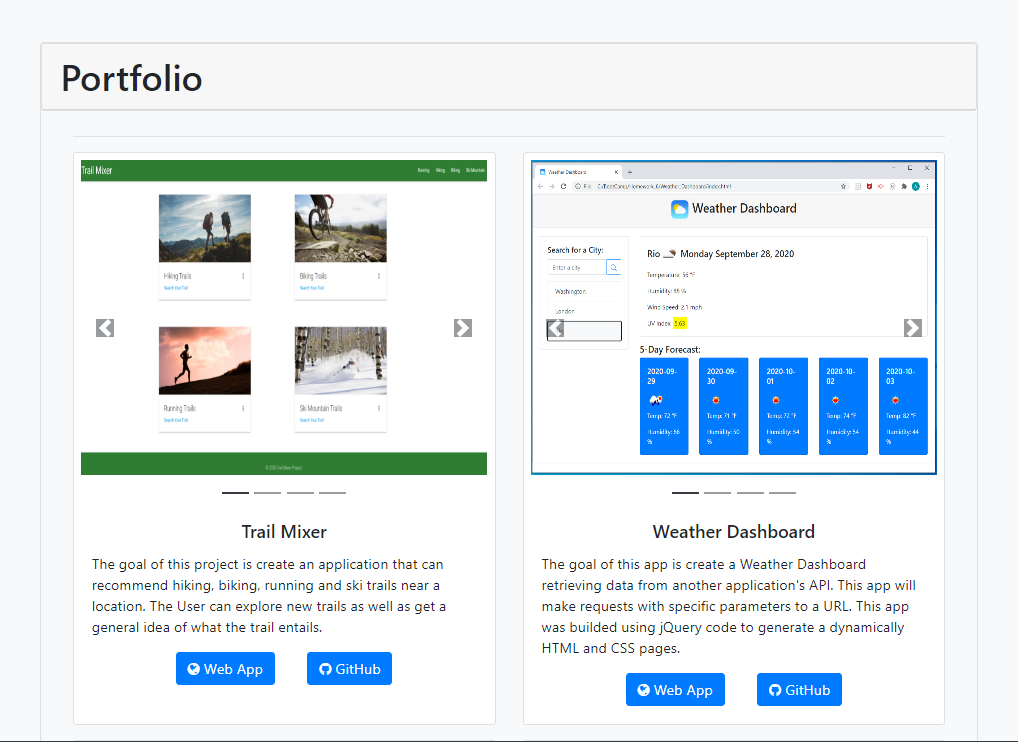 Portfolio
Trail Mixer
Running Hiking Biking Ski Mountain
Hiking Trails
Search Your Trail
Biking Trails
Search Your Trail
Running Trails
Search Your Trail
Ski Mountain Trails
Search Your Trail
© 2020 Trail Mixer Project
Trail Mixer
The goal of this project is create an application that can
recommend hiking, biking, running and ski trails near a
location. The User can explore new trails as well as get a
general idea of what the trail entails.
Web App
GitHub
Weather Dashboard
File C:/BootCamp/Homework_6/Weather_Dashboard/index.html
Weather Dashboard
Search for a City:
Enter a city
Washington
London
Rio Monday September 28, 2020
Temperature: 56 °F
Humidity: 88 %
Wind Speed: 2.1 mph
UV Index: 5.63
5-Day Forecast:
2020-09-
29
Temp: 72 °F
Humidity: 66
%
2020-09-
30
Temp: 71 °F
Humidity: 50
%
2020-10-
01
Temp: 72 °F
Humidity: 54
%
2020-10-
02
Temp: 74 °F
Humidity: 54
%
2020-10-
03
Temp: 82 °F
Humidity: 44
%
Weather Dashboard
The goal of this app is create a Weather Dashboard
retrieving data from another application's API. This app will
make requests with specific parameters to a URL. This app
was builded using jQuery code to generate a dynamically
HTML and CSS pages.
Web App
GitHub